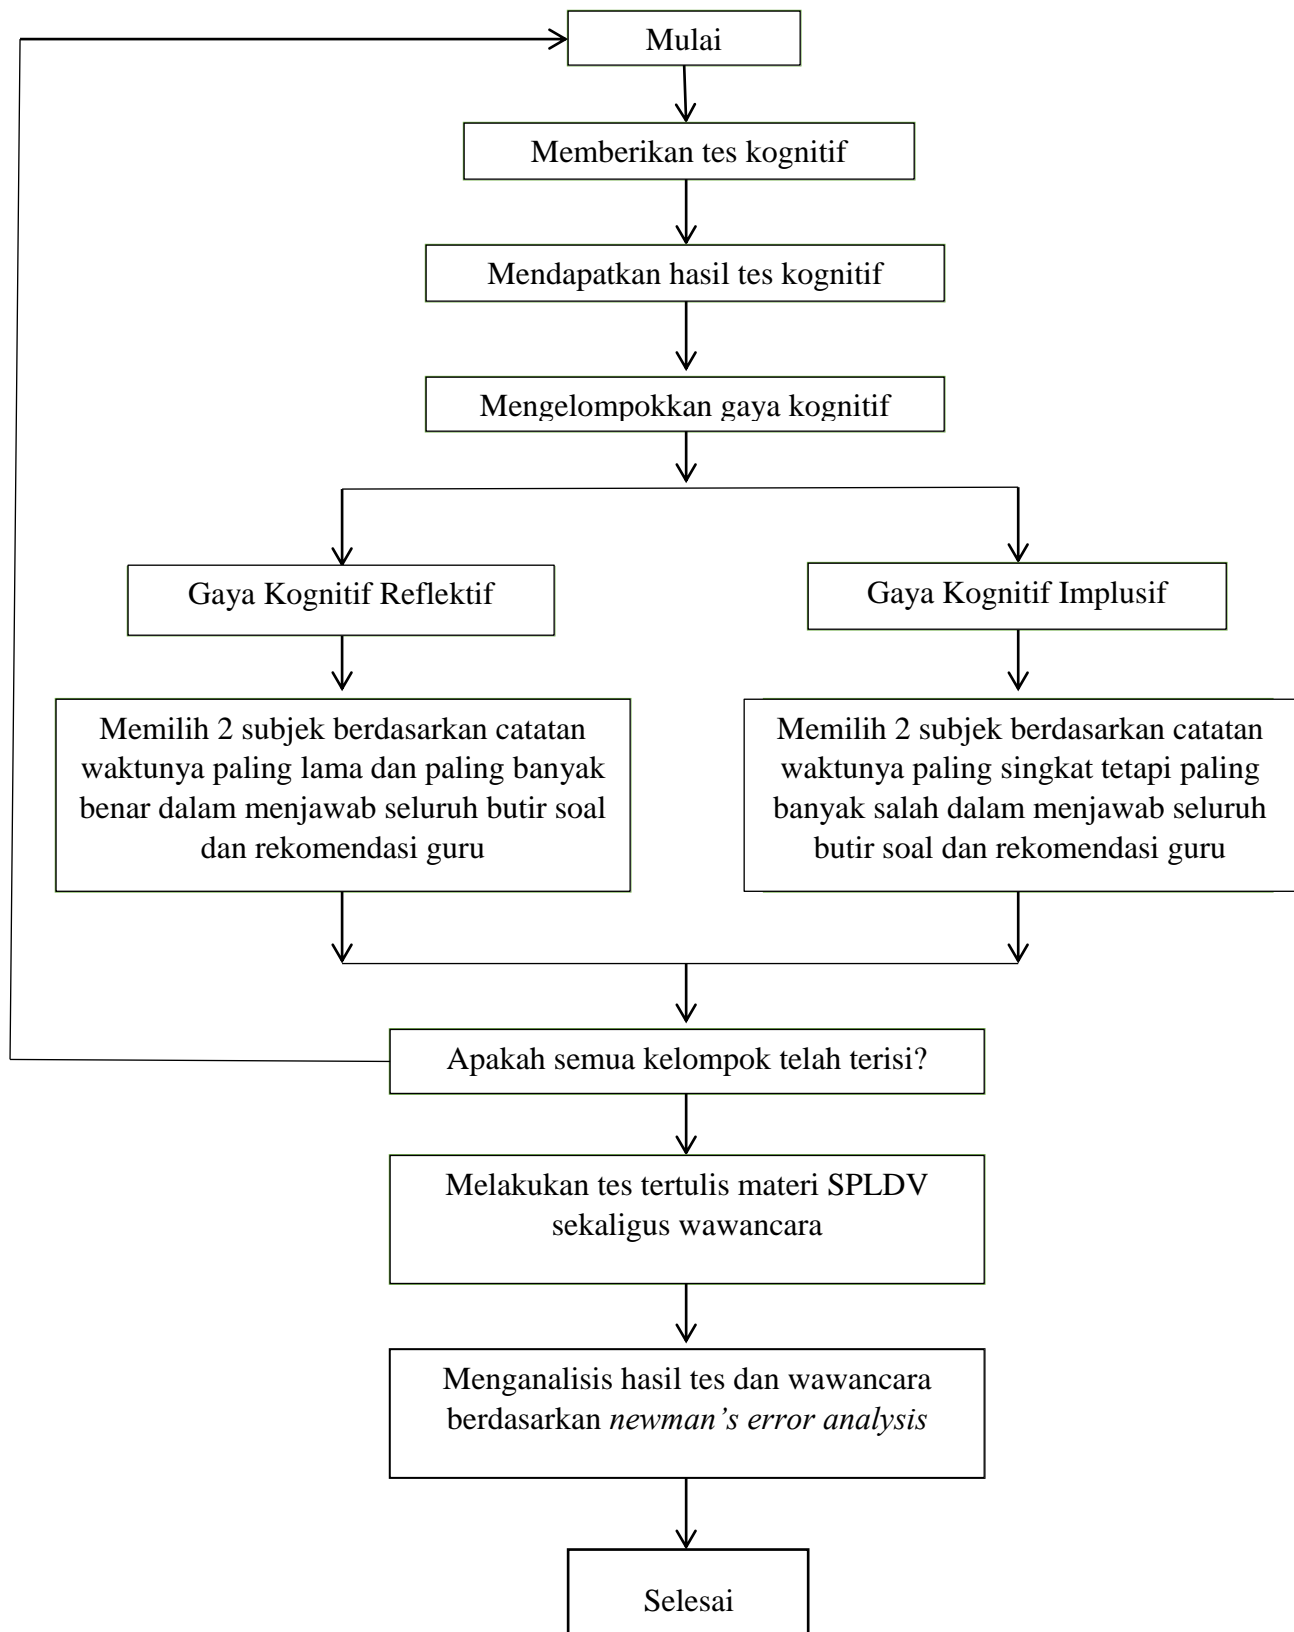 Mulai
Memberikan tes kognitif
Mendapatkan hasil tes kognitif
Mengelompokkan gaya kognitif
Gaya Kognitif Reflektif
Gaya Kognitif Implusif
Memilih 2 subjek berdasarkan catatan
waktunya paling lama dan paling banyak
benar dalam menjawab seluruh butir soal
dan rekomendasi guru
Memilih 2 subjek berdasarkan catatan
waktunya paling singkat tetapi paling
banyak salah dalam menjawab seluruh
butir soal dan rekomendasi guru
Apakah semua kelompok telah terisi?
Melakukan tes tertulis materi SPLDV
sekaligus wawancara
Menganalisis hasil tes dan wawancara
berdasarkan newman’s error analysis
Selesai